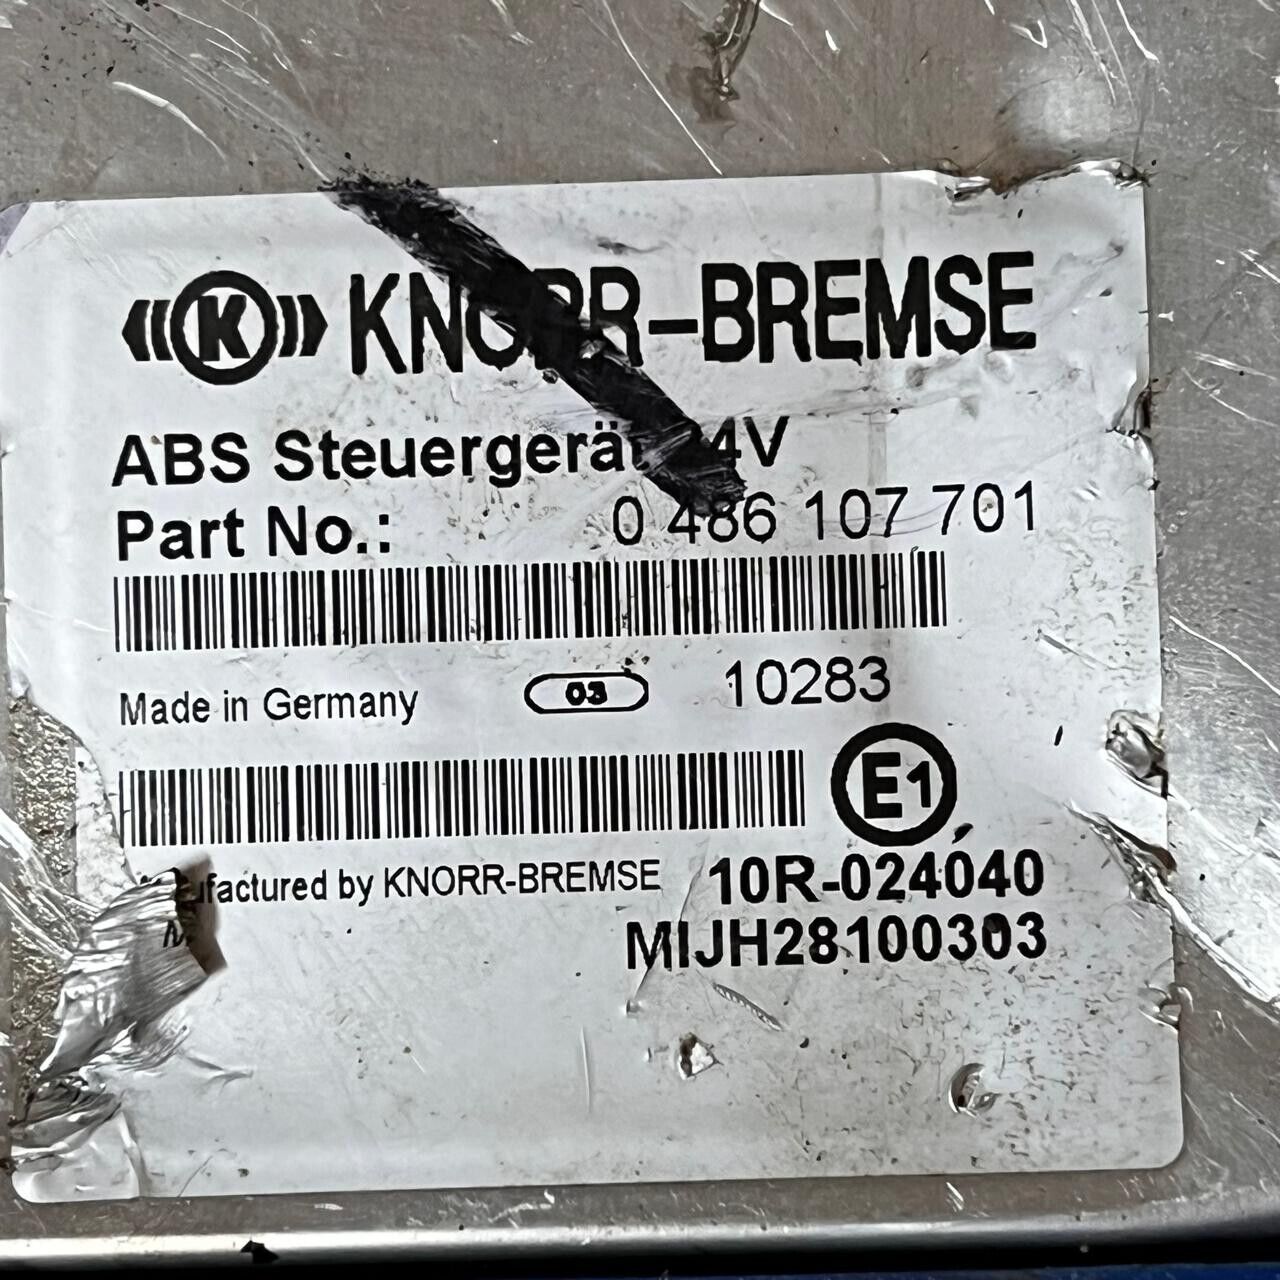 K KNORR-BREMSE
ABS Steuergerät 24V
Part No.: 0 486 107 701
Made in Germany 03 10283
E1
KNORR-BREMSE 10R-024040
by
MIJH28100303